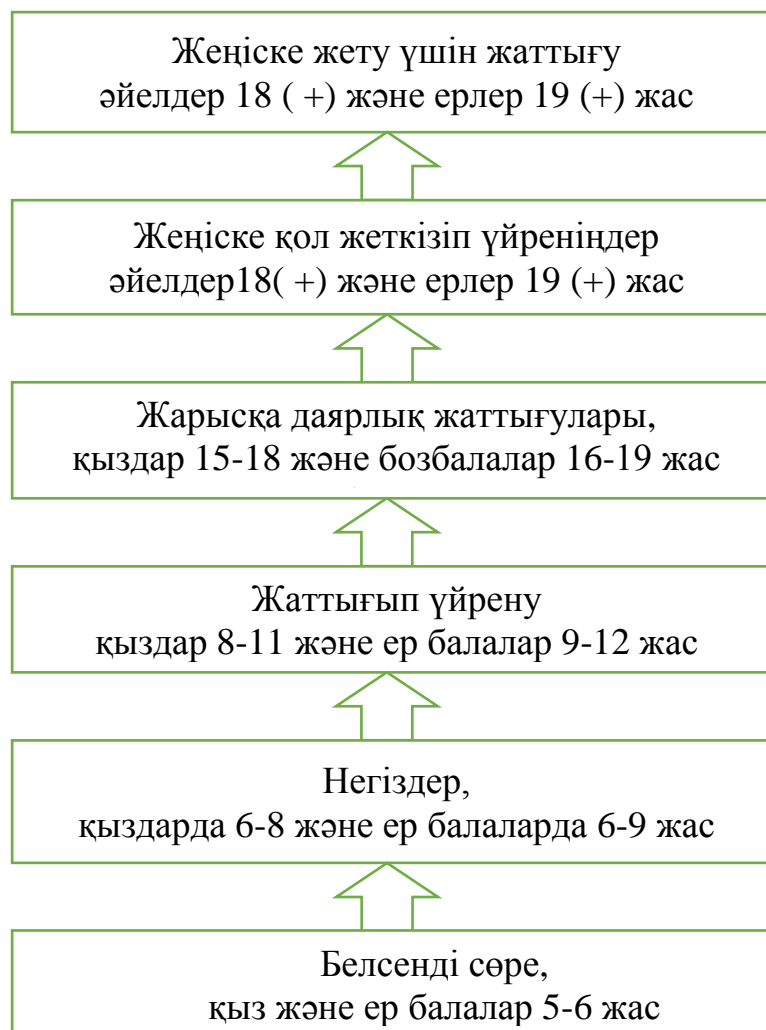 Жеңіске жету үшін жаттығу
әйелдер 18 ( +) және ерлер 19 (+) жас
Жеңіске қол жеткізіп үйреніңдер
әйелдер18( +) және ерлер 19 (+) жас
Жарысқа даярлық жаттығулары,
қыздар 15-18 және бозбалалар 16-19 жас
Жаттығып үйрену
қыздар 8-11 және ер балалар 9-12 жас
Негіздер,
қыздарда 6-8 және ер балаларда 6-9 жас
Белсенді сөре,
қыз және ер балалар 5-6 жас